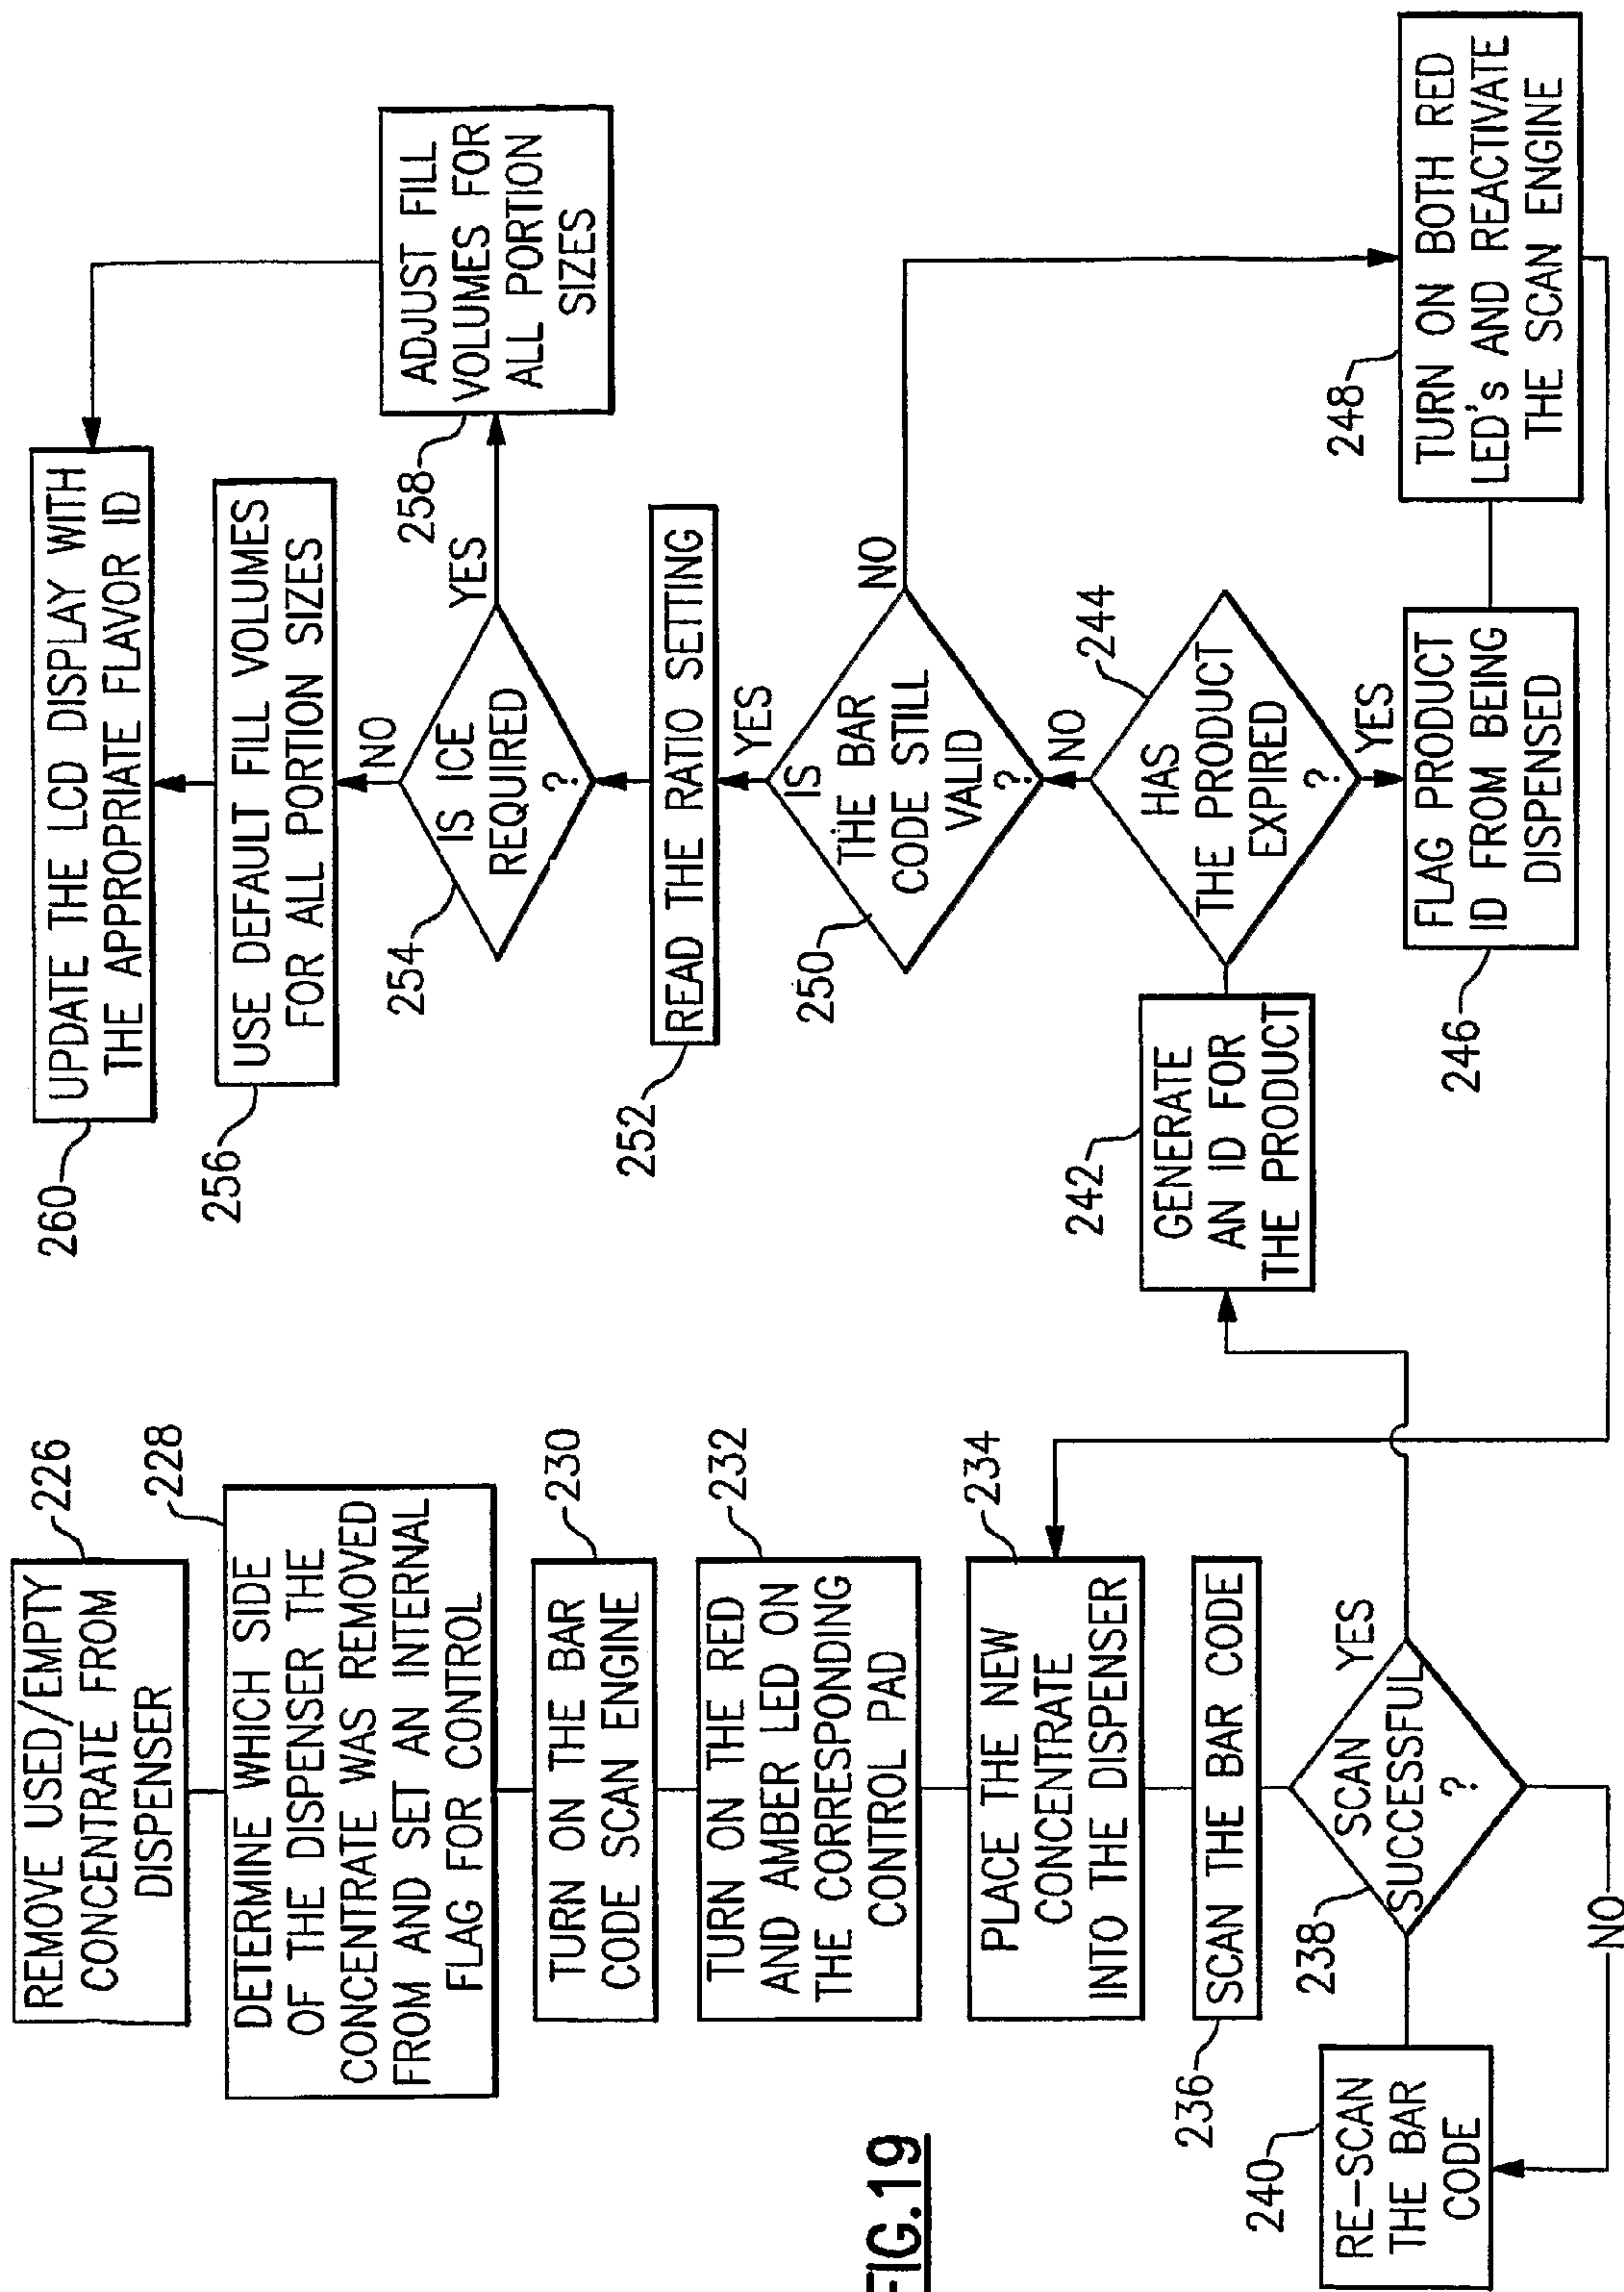 226
REMOVE USED/EMPTY
CONCENTRATE FROM
DISPENSER
228
DETERMINE WHICH SIDE
OF THE DISPENSER THE
CONCENTRATE WAS REMOVED
FROM AND SET AN INTERNAL
FLAG FOR CONTROL
230
TURN ON THE BAR
CODE SCAN ENGINE
232
TURN ON THE RED
AND AMBER LED ON
THE CORRESPONDING
CONTROL PAD
234
PLACE THE NEW
CONCENTRATE
INTO THE DISPENSER
236
SCAN THE BAR CODE
238
SCAN
SUCCESSFUL
?
YES
NO
240
RE-SCAN
THE BAR
CODE
242
GENERATE
AN ID FOR
THE PRODUCT
244
HAS
THE PRODUCT
EXPIRED
?
YES
NO
246
FLAG PRODUCT
ID FROM BEING
DISPENSED
248
TURN ON BOTH RED
LED's AND REACTIVATE
THE SCAN ENGINE
250
IS
THE BAR
CODE STILL
VALID
?
NO
YES
252
READ THE RATIO SETTING
254
IS ICE
REQUIRED
?
NO
YES
256
USE DEFAULT FILL VOLUMES
FOR ALL PORTION SIZES
258
ADJUST FILL
VOLUMES FOR
ALL PORTION
SIZES
260
UPDATE THE LCD DISPLAY WITH
THE APPROPRIATE FLAVOR ID
FIG.19